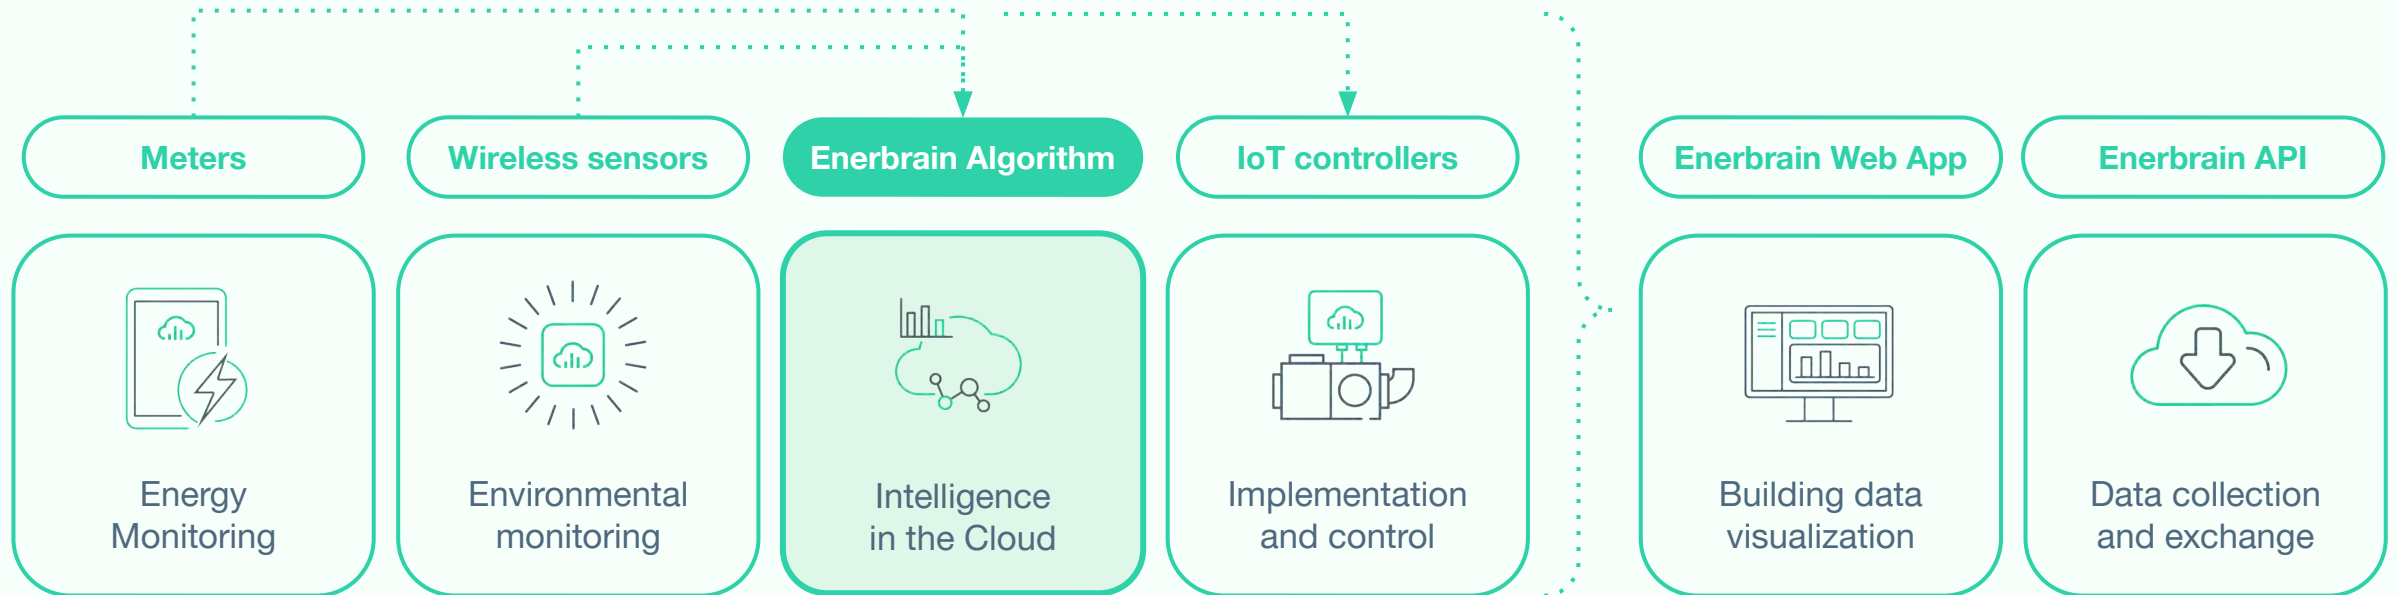 Meters
Wireless sensors
Enerbrain Algorithm
IoT controllers
Enerbrain Web App
Enerbrain API
Energy
Monitoring
Environmental
monitoring
Intelligence
in the Cloud
Implementation
and control
Building data
visualization
Data collection
and exchange